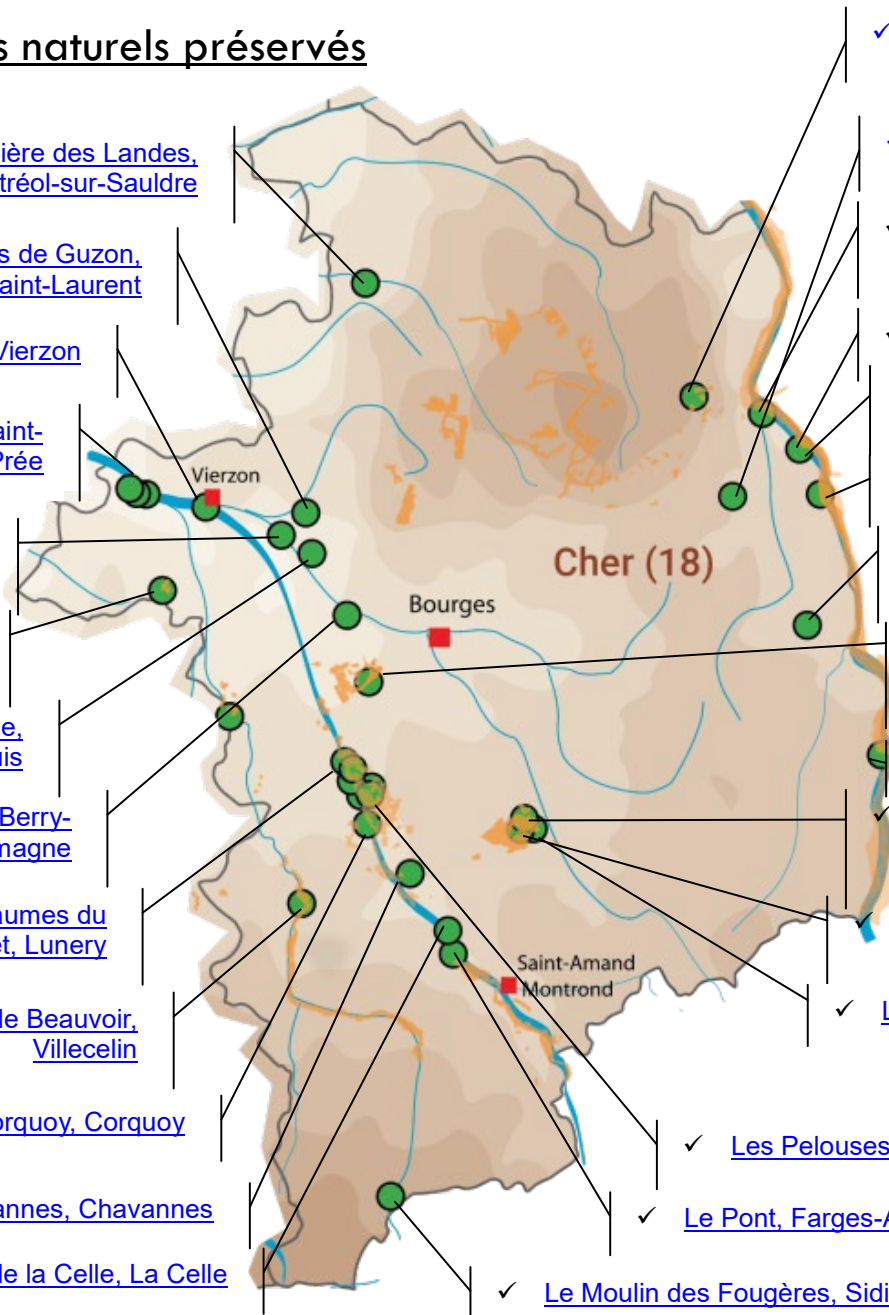 s naturels préservés
ière des Landes,
tréol-sur-Sauldre
s de Guzon,
aint-Laurent
Vierzon
aint-
Prée
Vierzon
Cher (18)
Bourges
e,
uis
Berry-
magne
aumes du
et, Lunery
Saint-Amand
Montrond
de Beauvoir,
Villecelin
L
orquoy, Corquoy
Les Pelouses
annes, Chavannes
Le Pont, Farges-A
de la Celle, La Celle
Le Moulin des Fougères, Sidi